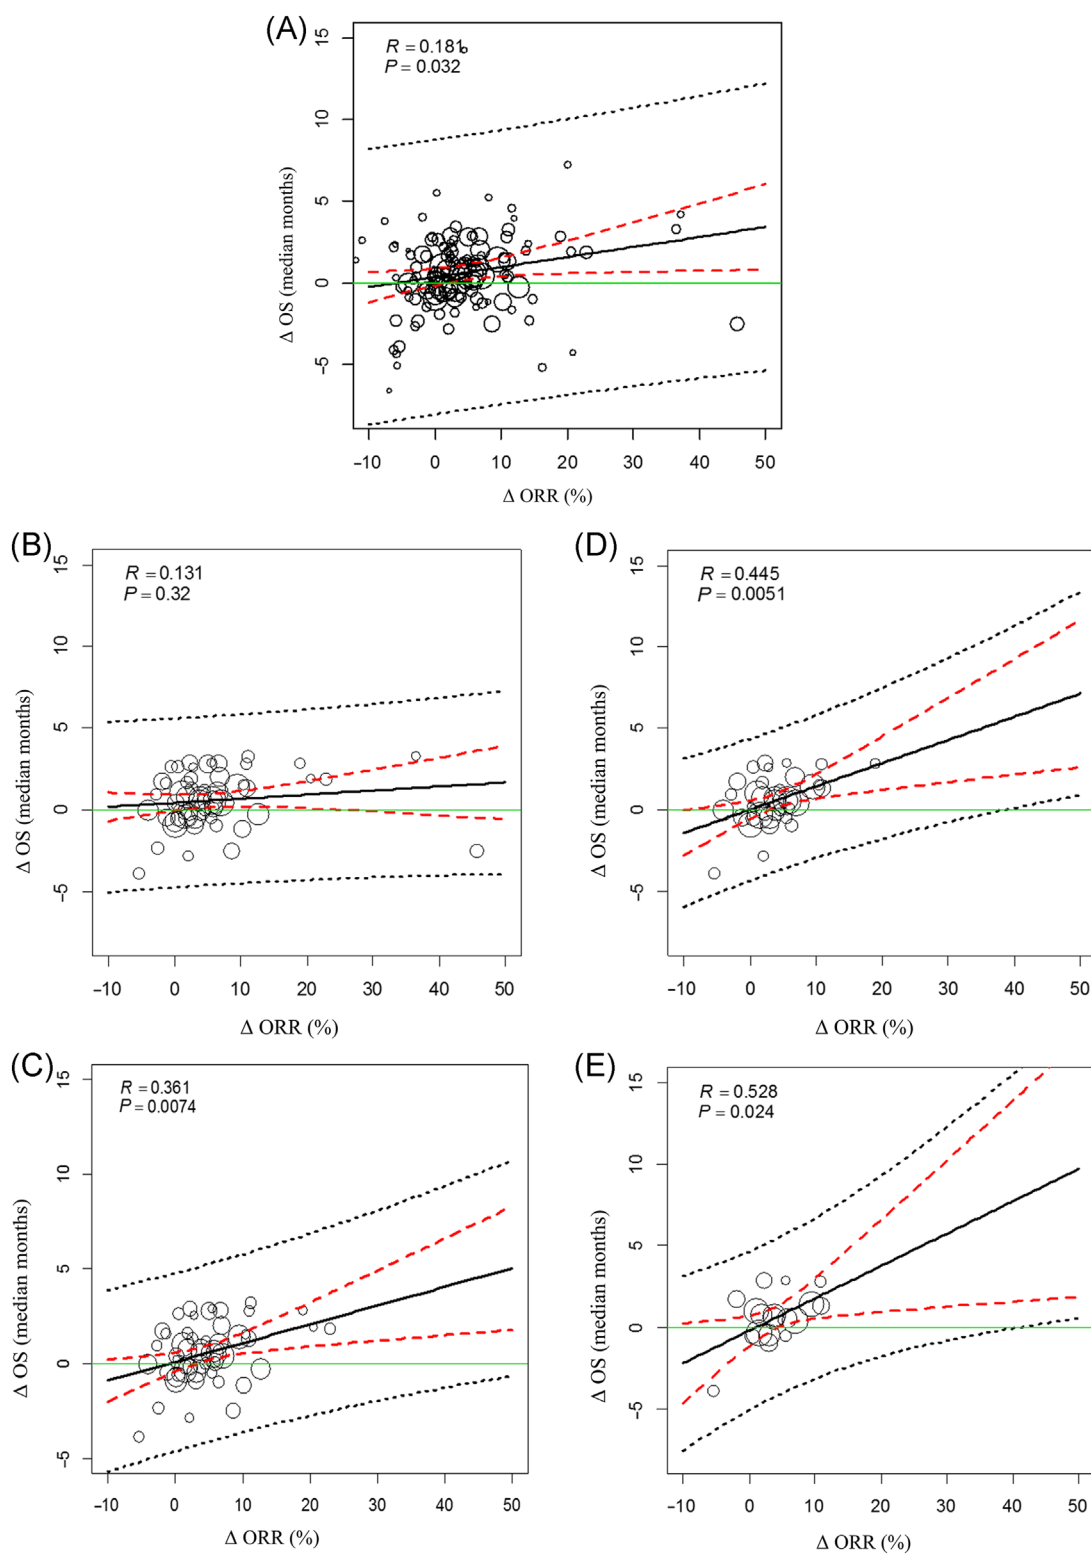 (A)
R = 0.181
P = 0.032
15
10
5
0
−5
Δ OS (median months)
−10 0 10 20 30 40 50
Δ ORR (%)
(B)
R = 0.131
P = 0.32
15
10
5
0
−5
Δ OS (median months)
−10 0 10 20 30 40 50
Δ ORR (%)
(D)
R = 0.445
P = 0.0051
15
10
5
0
−5
Δ OS (median months)
−10 0 10 20 30 40 50
Δ ORR (%)
(C)
R = 0.361
P = 0.0074
15
10
5
0
−5
Δ OS (median months)
−10 0 10 20 30 40 50
Δ ORR (%)
(E)
R = 0.528
P = 0.024
15
10
5
0
−5
Δ OS (median months)
−10 0 10 20 30 40 50
Δ ORR (%)